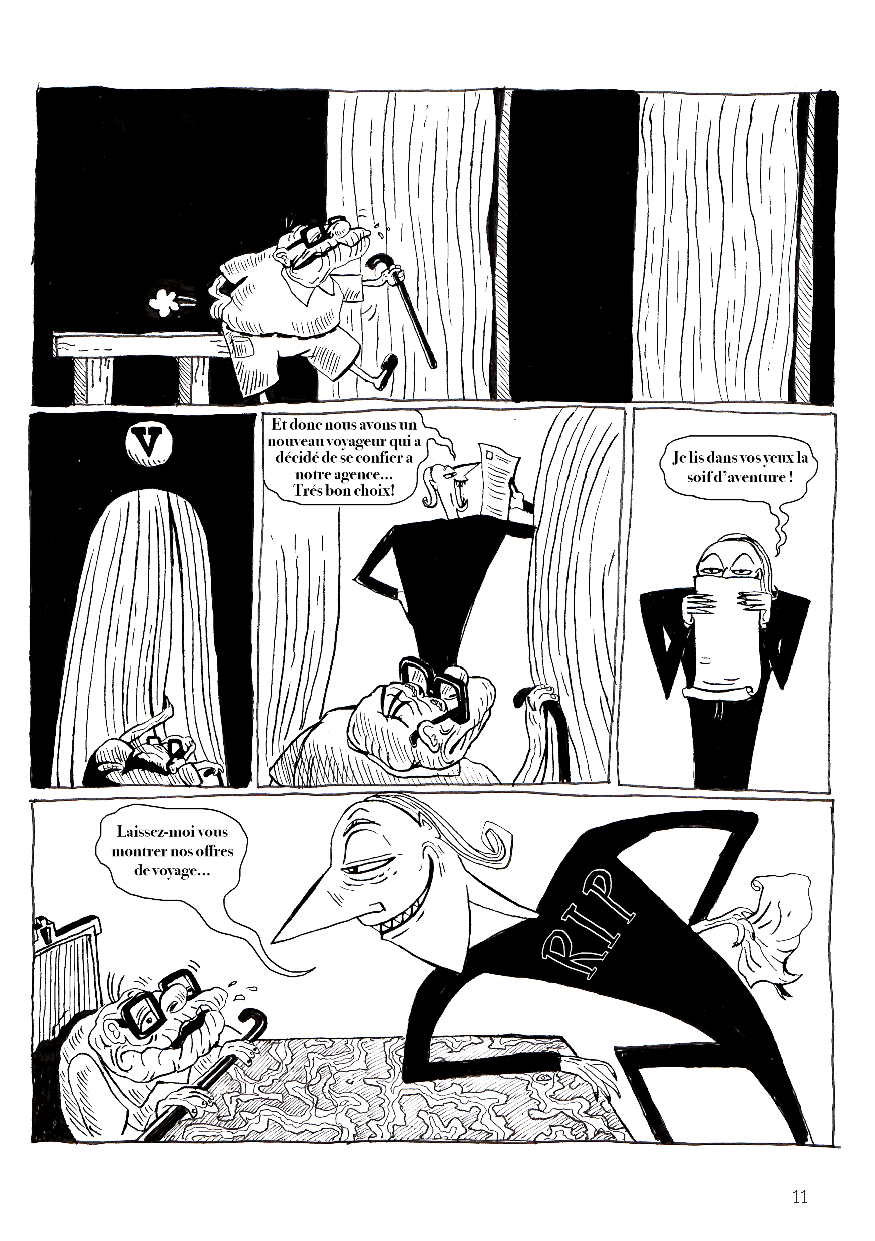 V
Et donc nous avons un
nouveau voyageur qui a
décidé de se confier a
notre agence...
Trés bon choix!
Je lis dans vos yeux la
soif d'aventure !
Laissez-moi vous
montrer nos offres
de voyage...
RIP
11